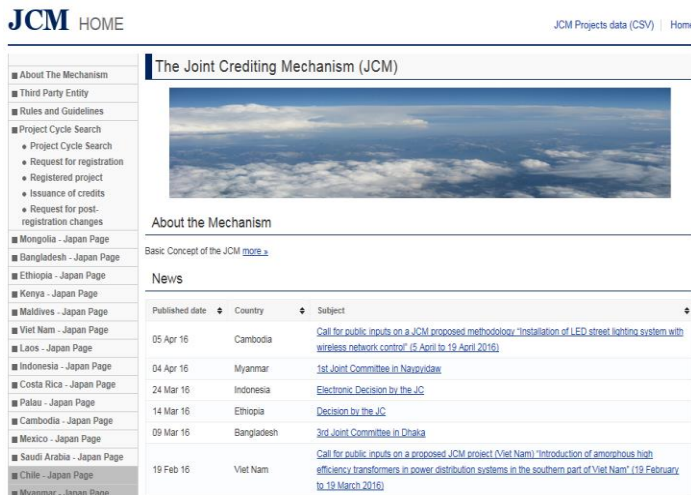 JCM HOME
JCM Projects data (CSV) | Home
About The Mechanism
Third Party Entity
Rules and Guidelines
Project Cycle Search
Project Cycle Search
Request for registration
Registered project
Issuance of credits
Request for post-
registration changes
Mongolia - Japan Page
Bangladesh - Japan Page
Ethiopia - Japan Page
Kenya - Japan Page
Maldives - Japan Page
Viet Nam - Japan Page
Laos - Japan Page
Indonesia - Japan Page
Costa Rica - Japan Page
Palau - Japan Page
Cambodia - Japan Page
Mexico - Japan Page
Saudi Arabia - Japan Page
Chile - Japan Page
Myanmar - Japan Page
The Joint Crediting Mechanism (JCM)
About the Mechanism
Basic Concept of the JCM more »
News
Published date Country Subject
05 Apr 16 Cambodia Call for public inputs on a JCM proposed methodology "Installation of LED street lighting system with
wireless network control" (5 April to 19 April 2016)
04 Apr 16 Myanmar 1st Joint Committee in Naypyidaw
24 Mar 16 Indonesia Electronic Decision by the JC
14 Mar 16 Ethiopia Decision by the JC
09 Mar 16 Bangladesh 3rd Joint Committee in Dhaka
19 Feb 16 Viet Nam Call for public inputs on a proposed JCM project (Viet Nam) "Introduction of amorphous high
efficiency transformers in power distribution systems in the southern part of Viet Nam" (19 February
to 19 March 2016)